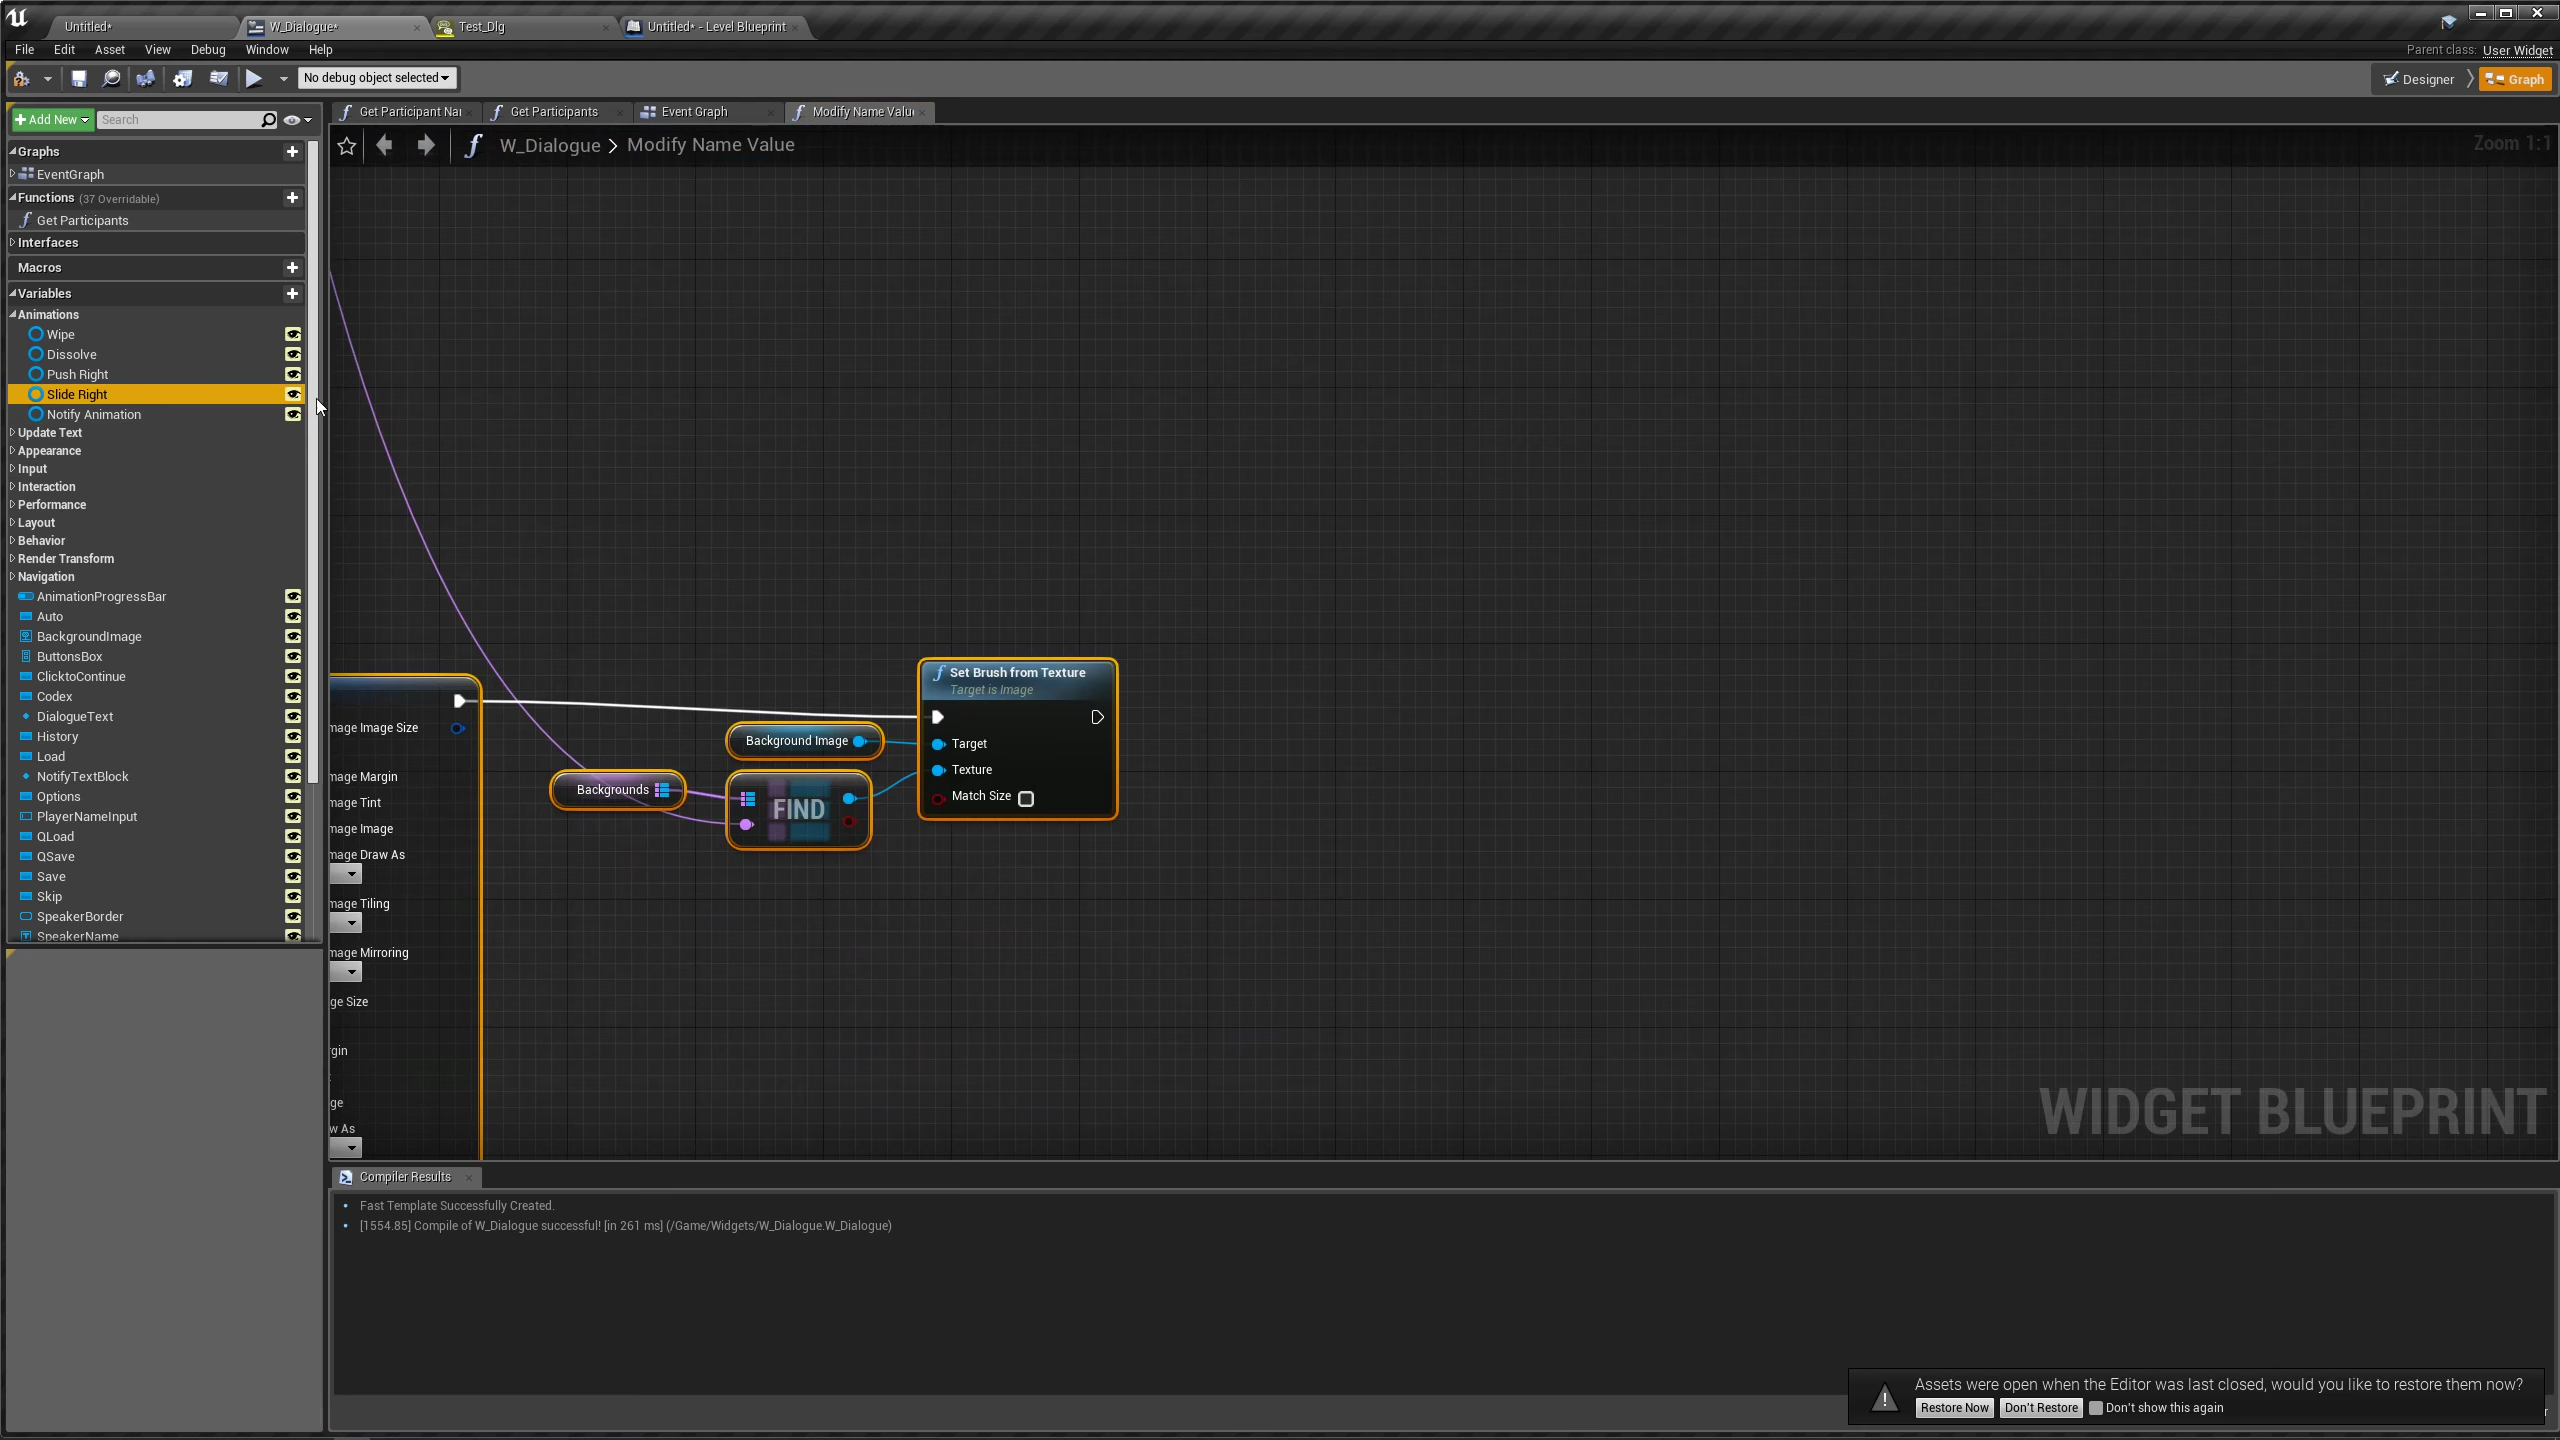 Untitled*
W_Dialogue*
Test_Dlg
Untitled* - Level Blueprint
File Edit Asset View Debug Window Help
Parent class: User Widget
No debug object selected
Designer
Graph
Add New
Search
Get Participant Na
Get Participants
Event Graph
Modify Name Valu
W_Dialogue > Modify Name Value
Zoom 1:1
Graphs
EventGraph
Functions (37 Overridable)
Get Participants
Interfaces
Macros
Variables
Animations
Wipe
Dissolve
Push Right
Slide Right
Notify Animation
Update Text
Appearance
Input
Interaction
Performance
Layout
Behavior
Render Transform
Navigation
AnimationProgressBar
Auto
BackgroundImage
ButtonsBox
ClicktoContinue
Codex
DialogueText
History
Load
NotifyTextBlock
Options
PlayerNameInput
QLoad
QSave
Save
Skip
SpeakerBorder
SpeakerName
mage Image Size
mage Margin
mage Tint
mage Image
mage Draw As
mage Tiling
mage Mirroring
ge Size
rgin
ge
w As
Backgrounds
Background Image
FIND
Set Brush from Texture
Target is Image
Target
Texture
Match Size
WIDGET BLUEPRINT
Compiler Results
Fast Template Successfully Created.
[1554.85] Compile of W_Dialogue successful! [in 261 ms] (/Game/Widgets/W_Dialogue.W_Dialogue)
Assets were open when the Editor was last closed, would you like to restore them now?
Restore Now
Don't Restore
Don't show this again